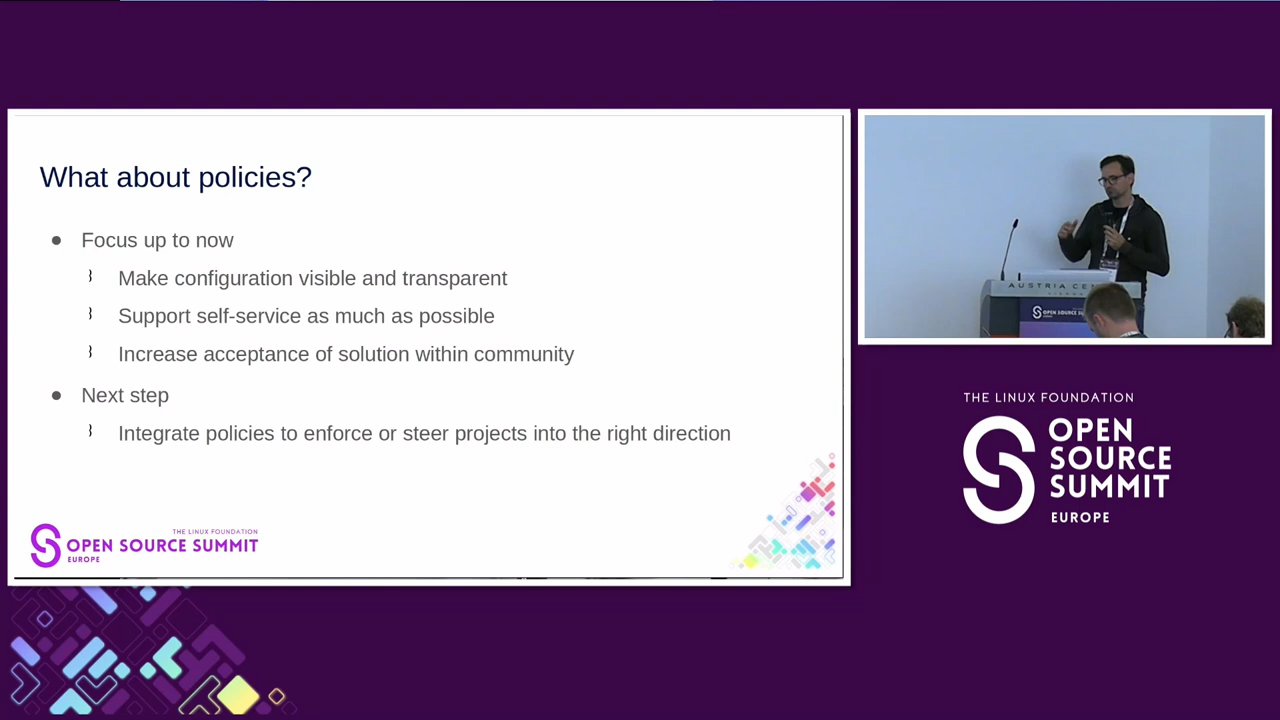 What about policies?
Focus up to now
Make configuration visible and transparent
Support self-service as much as possible
Increase acceptance of solution within community
Next step
Integrate policies to enforce or steer projects into the right direction
THE LINUX FOUNDATION
OPEN SOURCE SUMMIT
EUROPE
AUSTRIA CEN
OPEN SOURCE S
THE LINUX FOUNDATION
OPEN
SOURCE
SUMMIT
EUROPE